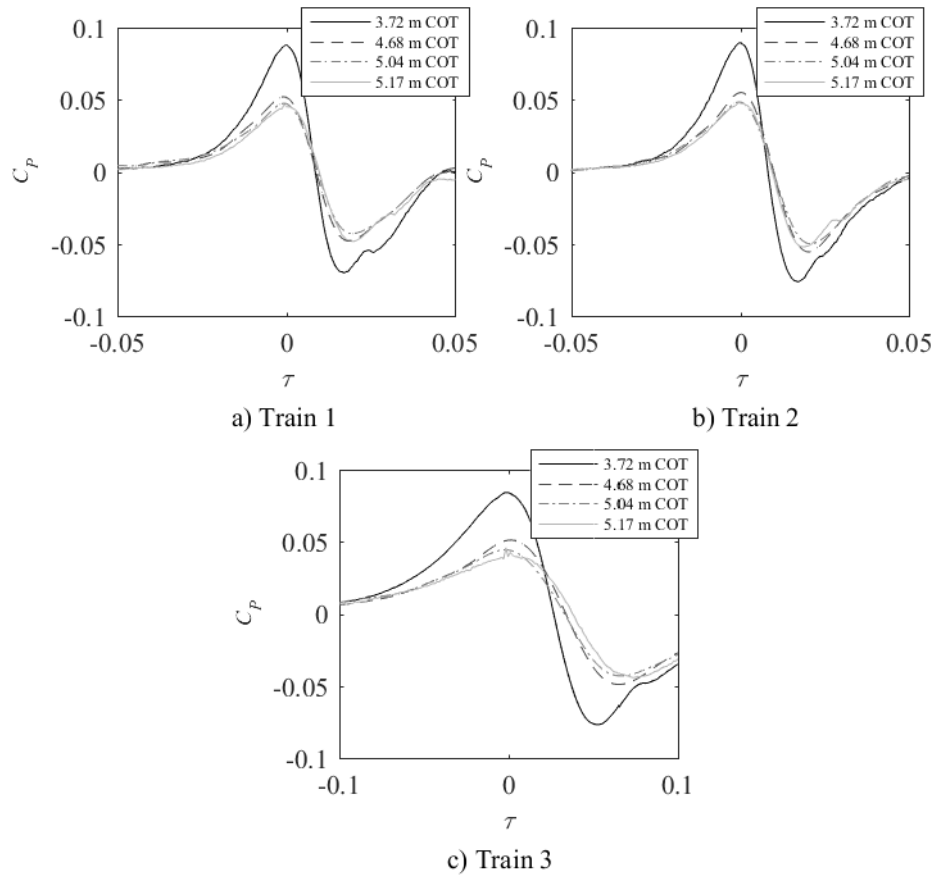 3.72 m COT
4.68 m COT
5.04 m COT
5.17 m COT
0.1
0.05
0
-0.05
-0.1
C_P
-0.05
0
0.05
τ
a) Train 1
3.72 m COT
4.68 m COT
5.04 m COT
5.17 m COT
0.1
0.05
0
-0.05
-0.1
C_P
-0.05
0
0.05
τ
b) Train 2
3.72 m COT
4.68 m COT
5.04 m COT
5.17 m COT
0.1
0.05
0
-0.05
-0.1
C_P
-0.1
0
0.1
τ
c) Train 3